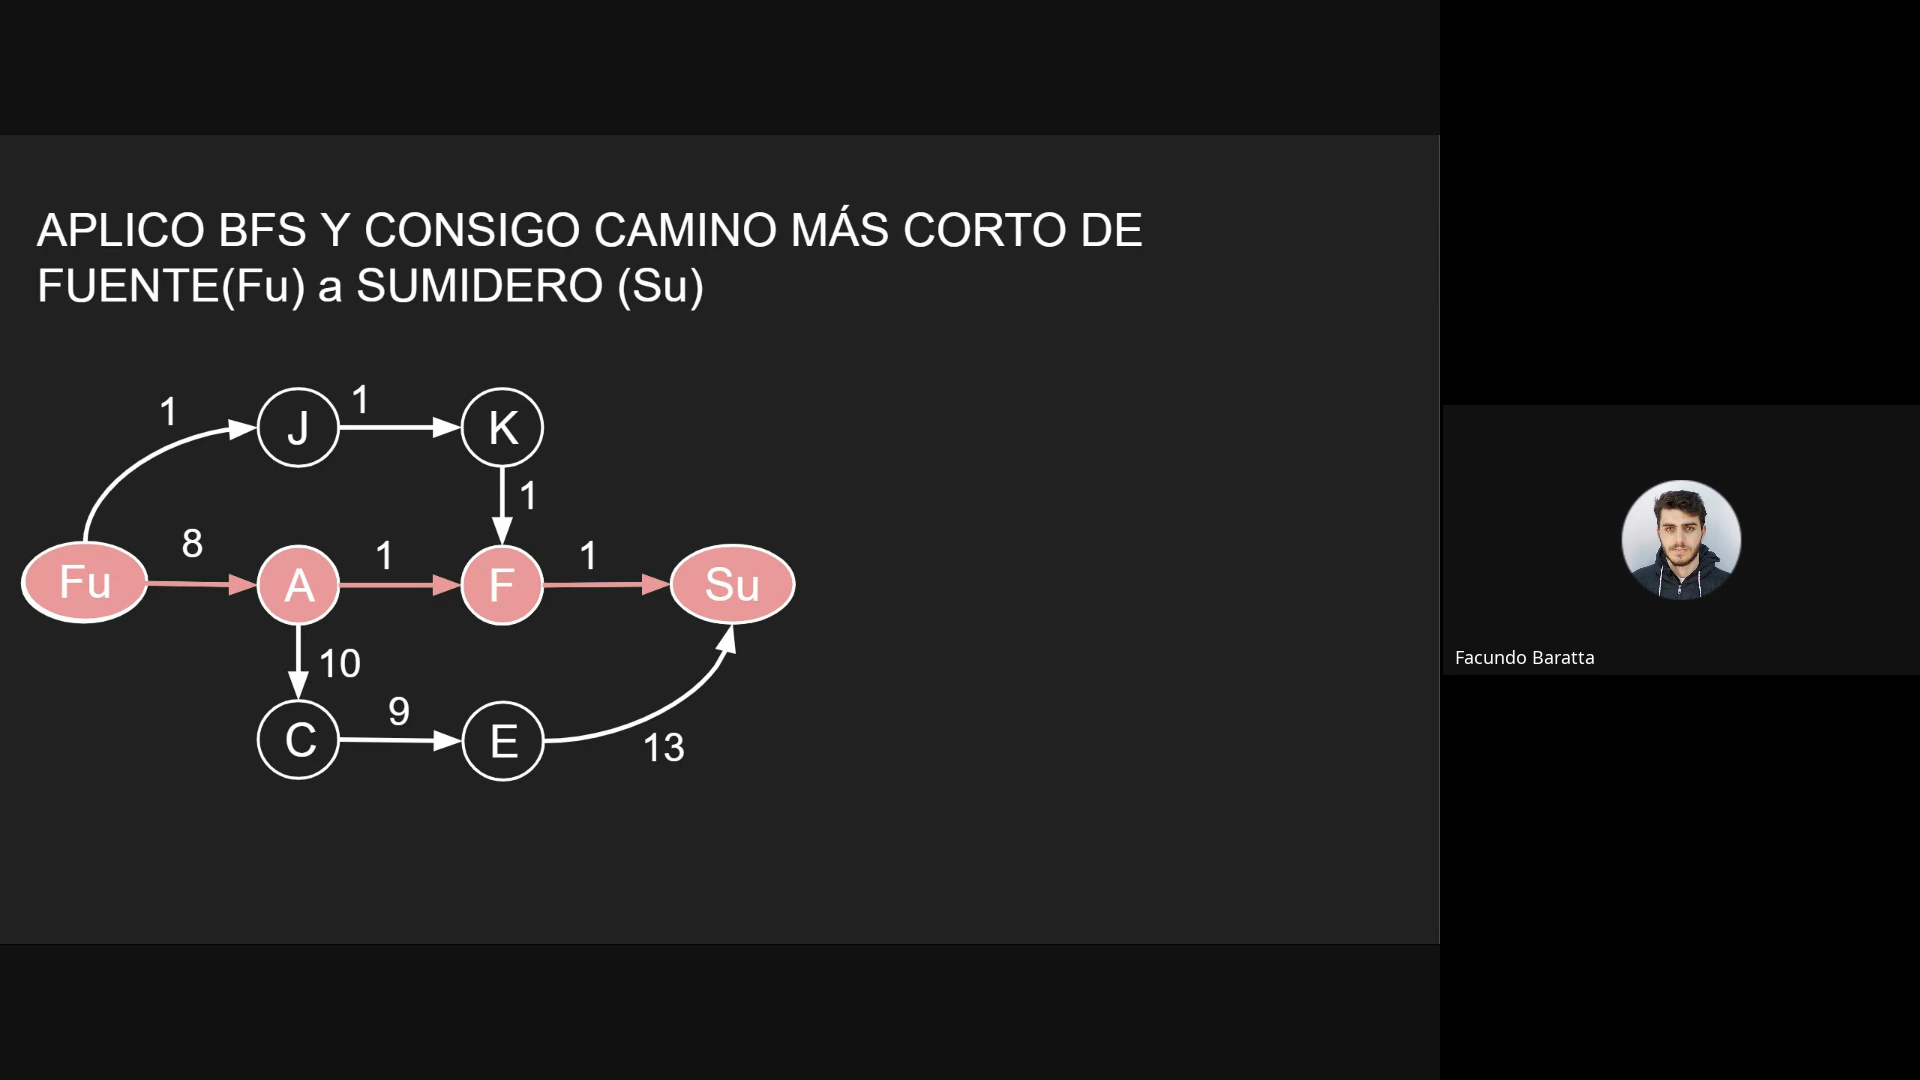 APLICO BFS Y CONSIGO CAMINO MÁS CORTO DE
FUENTE(Fu) a SUMIDERO (Su)
1
J
1
K
1
Fu
8
A
1
F
1
Su
10
C
9
E
13
Facundo Baratta